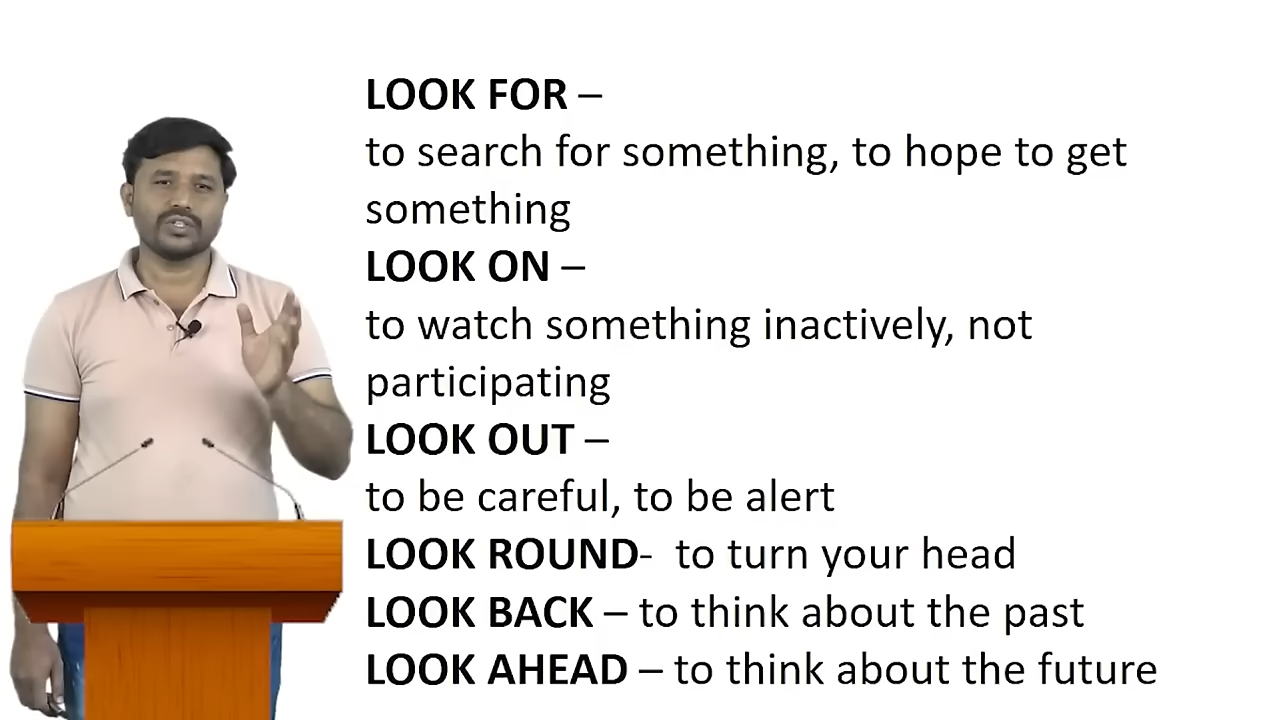 LOOK FOR –
to search for something, to hope to get
something
LOOK ON –
to watch something inactively, not
participating
LOOK OUT –
to be careful, to be alert
LOOK ROUND-  to turn your head
LOOK BACK – to think about the past
LOOK AHEAD – to think about the future